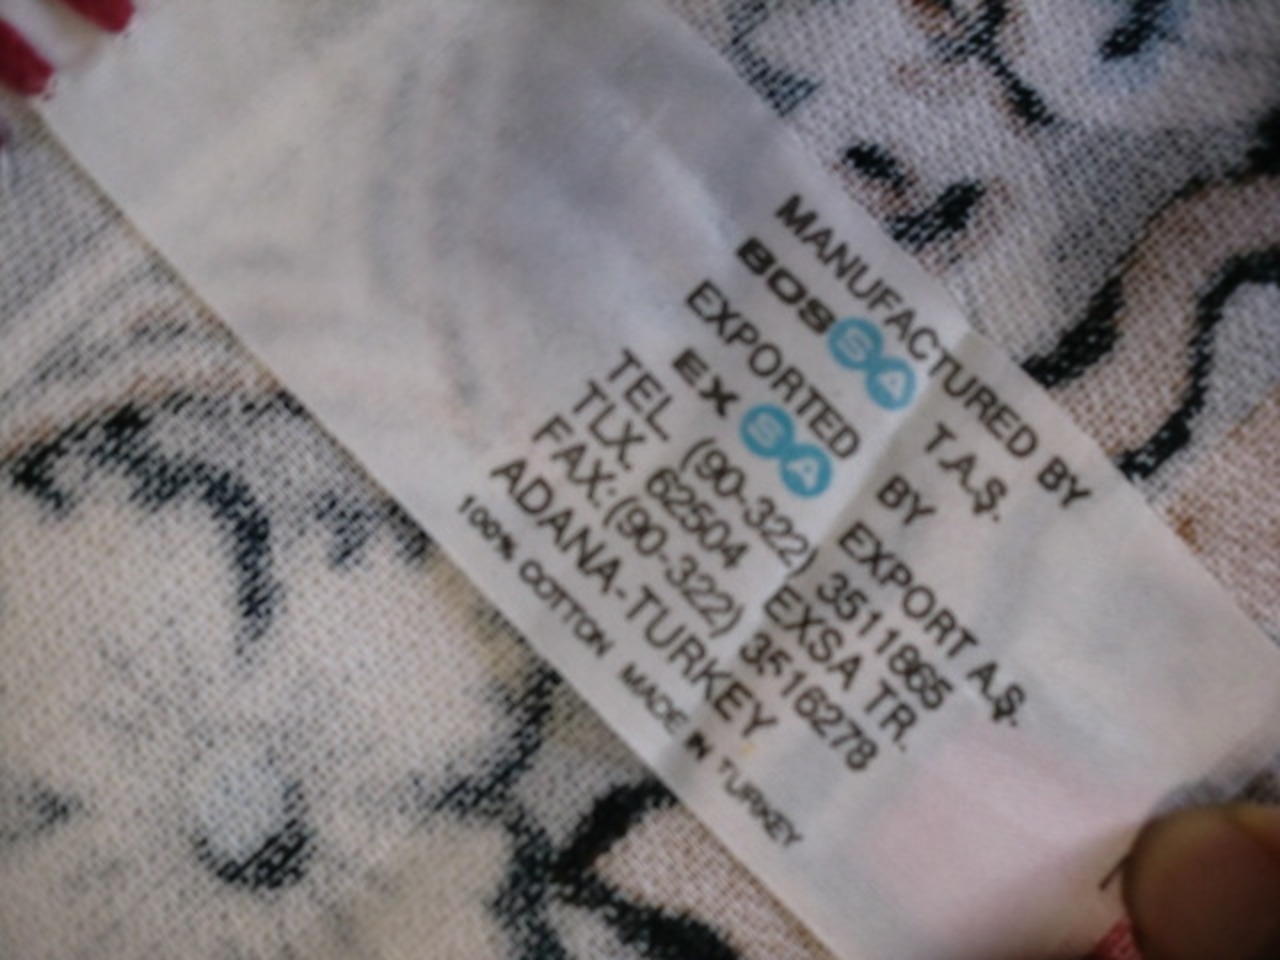 MANUFACTURED BY
BOSSA T.A.Ş.
EXPORTED BY
EXSA EXPORT A.Ş.
TEL. (90-322) 3511865
TLX. 62504 EXSA TR.
FAX: (90-322) 3516278
ADANA-TURKEY
100% COTTON MADE IN TURKEY